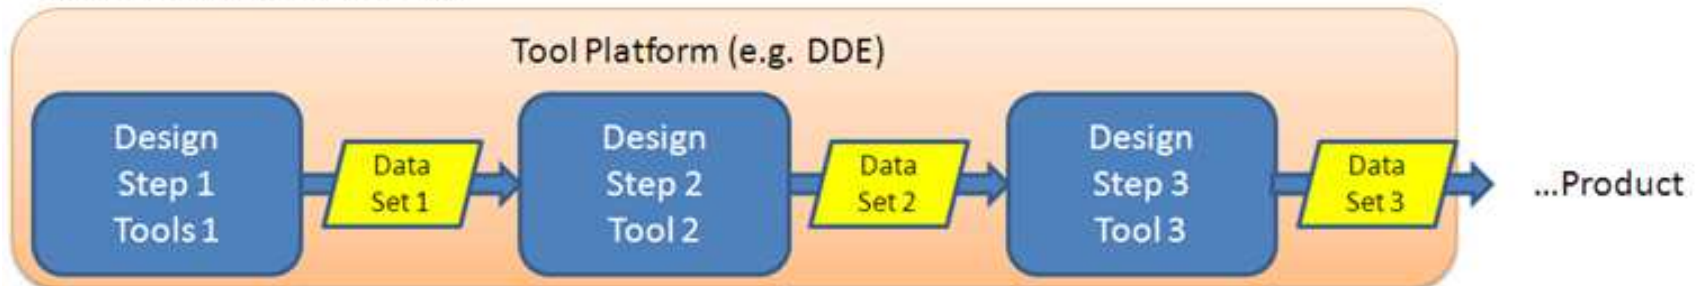 Tool Platform (e.g. DDE)
Design
Step 1
Tools 1
Data
Set 1
Design
Step 2
Tool 2
Data
Set 2
Design
Step 3
Tool 3
Data
Set 3
...Product